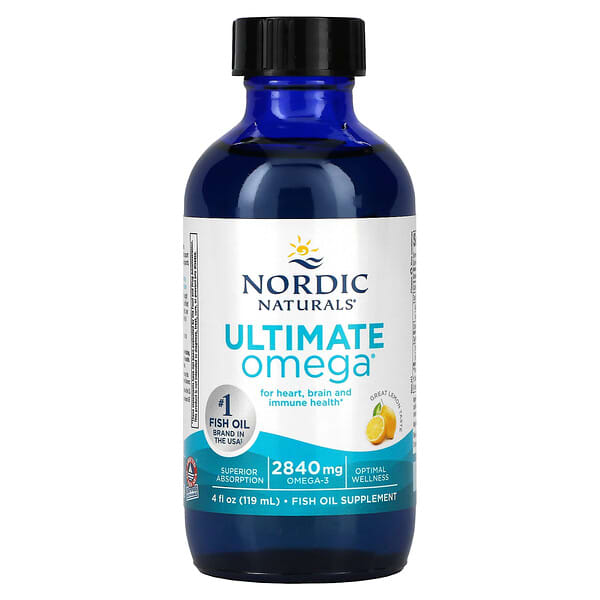 NORDIC
NATURALS®
ULTIMATE
omega®
for heart, brain and
immune health*
GREAT LEMON TASTE
#1
FISH OIL
BRAND IN
THE USA!
SUPERIOR
ABSORPTION
2840 mg
OMEGA-3
OPTIMAL
WELLNESS
4 fl oz (119 mL) • FISH OIL SUPPLEMENT